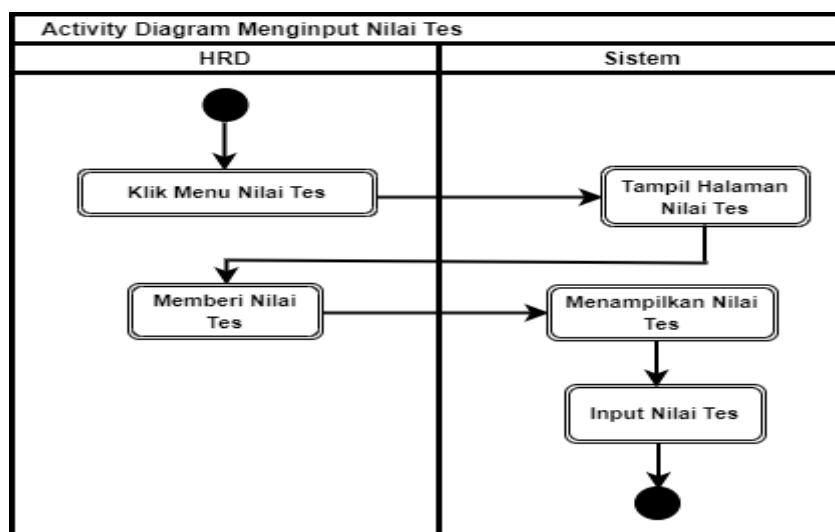 Activity Diagram Menginput Nilai Tes
HRD
Sistem
Klik Menu Nilai Tes
Tampil Halaman
Nilai Tes
Memberi Nilai
Tes
Menampilkan Nilai
Tes
Input Nilai Tes